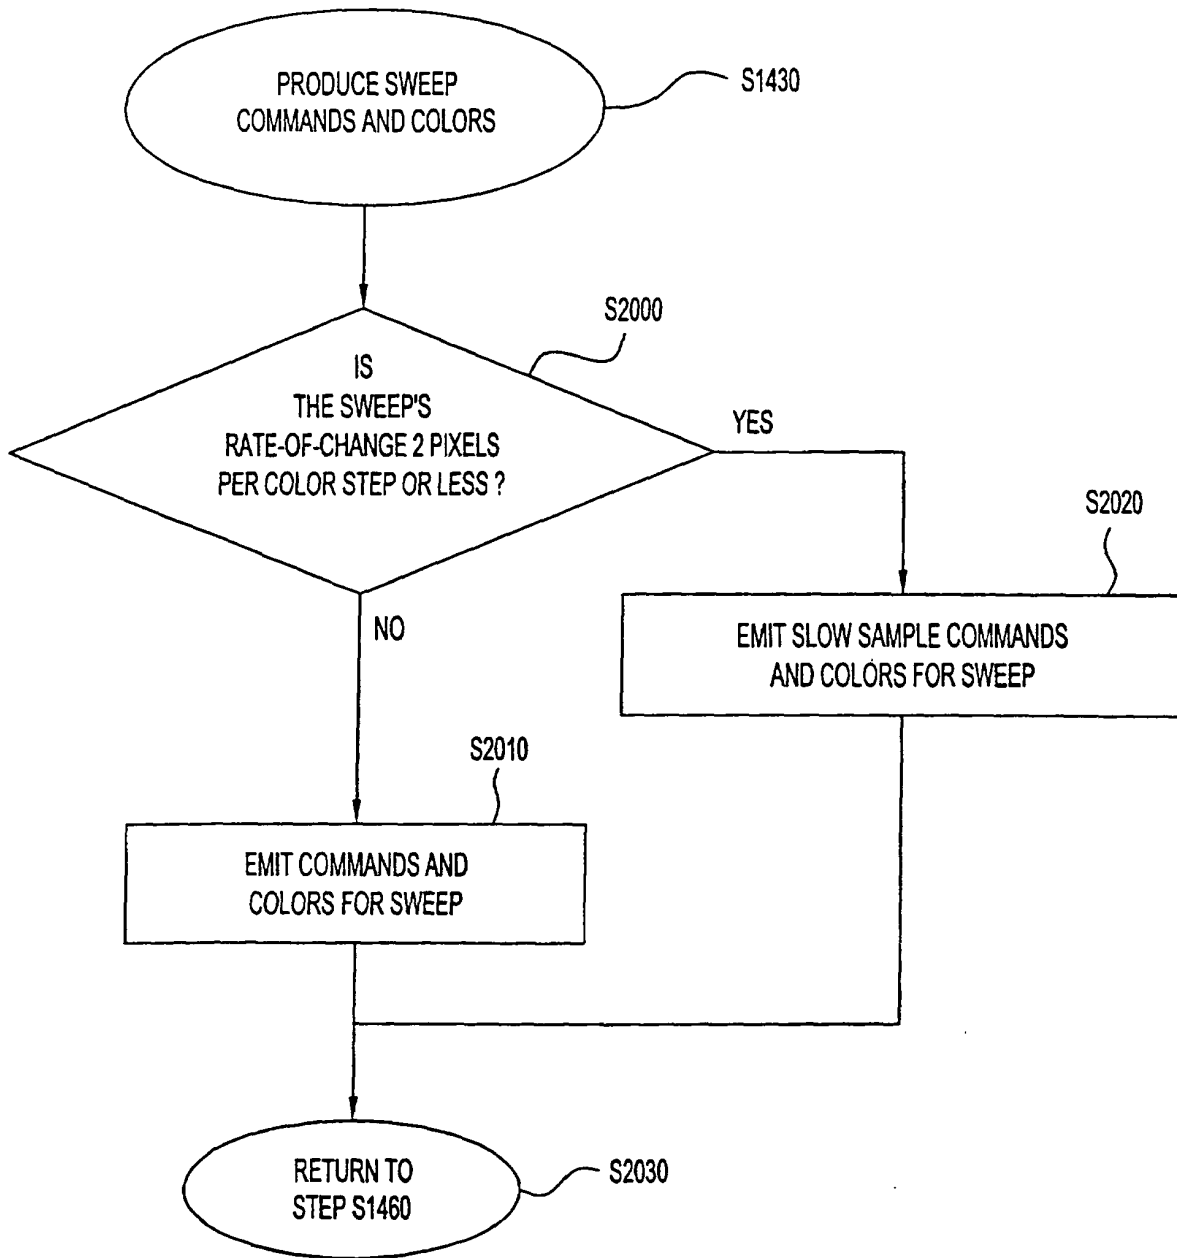 PRODUCE SWEEP
COMMANDS AND COLORS
S1430
S2000
IS
THE SWEEP'S
RATE-OF-CHANGE 2 PIXELS
PER COLOR STEP OR LESS ?
YES
NO
S2020
EMIT SLOW SAMPLE COMMANDS
AND COLORS FOR SWEEP
S2010
EMIT COMMANDS AND
COLORS FOR SWEEP
RETURN TO
STEP S1460
S2030